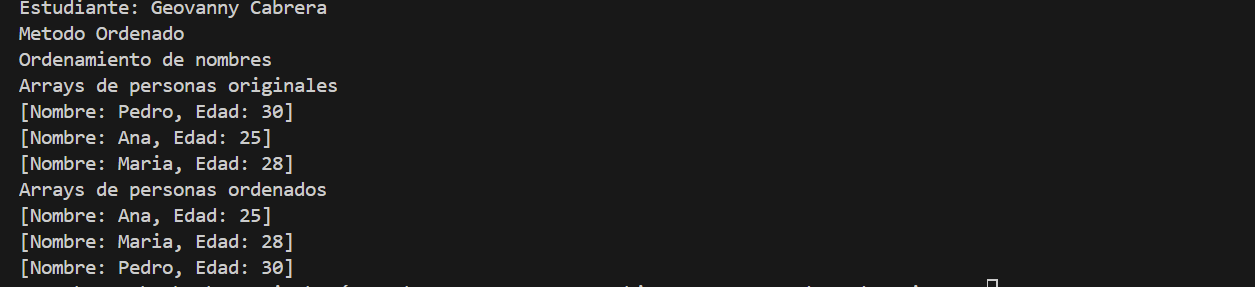 Estudiante: Geovanny Cabrera
Metodo Ordenado
Ordenamiento de nombres
Arrays de personas originales
[Nombre: Pedro, Edad: 30]
[Nombre: Ana, Edad: 25]
[Nombre: Maria, Edad: 28]
Arrays de personas ordenados
[Nombre: Ana, Edad: 25]
[Nombre: Maria, Edad: 28]
[Nombre: Pedro, Edad: 30]